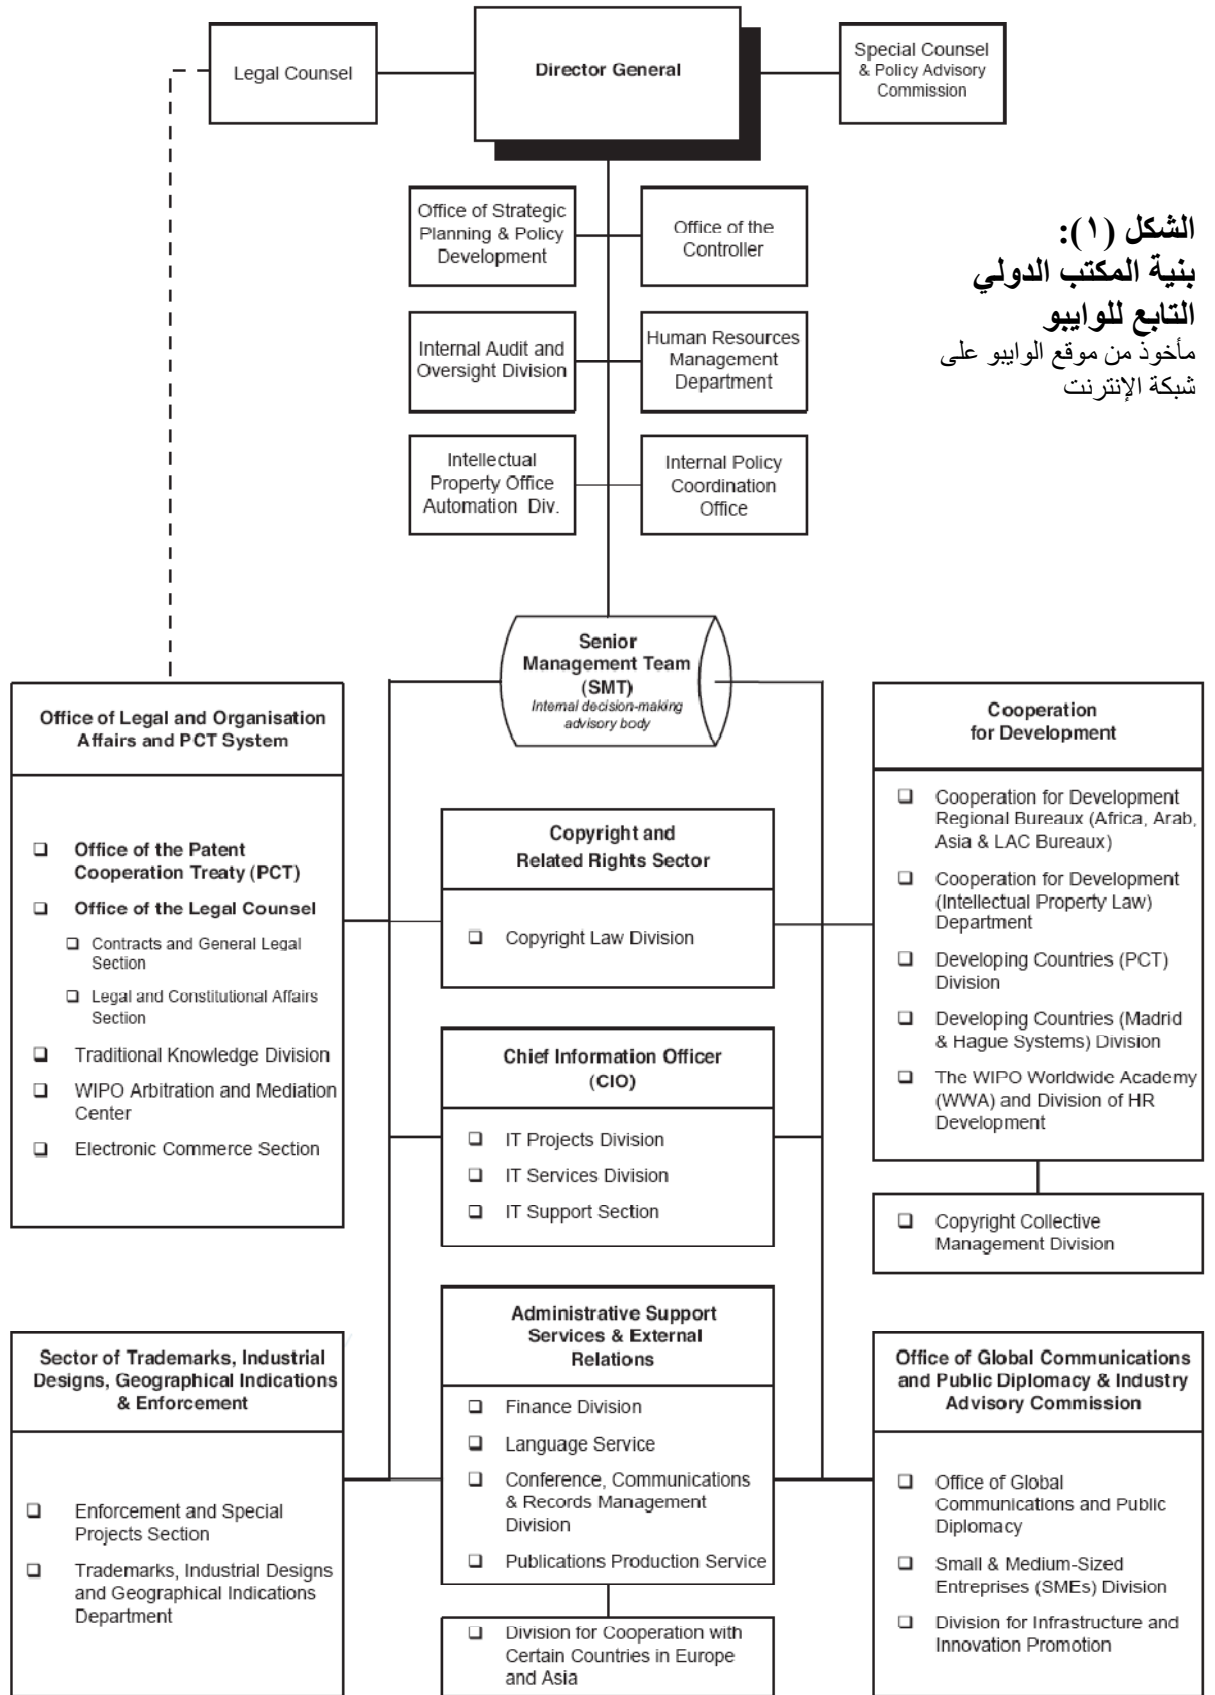 Legal Counsel
Director General
Special Counsel
& Policy Advisory
Commission
Office of Strategic
Planning & Policy
Development
Office of the
Controller
الشكل (١):
بنية المكتب الدولي
التابع للوايبو
مأخوذ من موقع الوايبو على
شبكة الإنترنت
Internal Audit and
Oversight Division
Human Resources
Management
Department
Intellectual
Property Office
Automation Div.
Internal Policy
Coordination
Office
Senior
Management Team
(SMT)
Internal decision-making
advisory body
Office of Legal and Organisation
Affairs and PCT System
Office of the Patent
Cooperation Treaty (PCT)
Office of the Legal Counsel
Contracts and General Legal
Section
Legal and Constitutional Affairs
Section
Traditional Knowledge Division
WIPO Arbitration and Mediation
Center
Electronic Commerce Section
Copyright and
Related Rights Sector
Copyright Law Division
Chief Information Officer
(CIO)
IT Projects Division
IT Services Division
IT Support Section
Cooperation
for Development
Cooperation for Development
Regional Bureaux (Africa, Arab,
Asia & LAC Bureaux)
Cooperation for Development
(Intellectual Property Law)
Department
Developing Countries (PCT)
Division
Developing Countries (Madrid
& Hague Systems) Division
The WIPO Worldwide Academy
(WWA) and Division of HR
Development
Copyright Collective
Management Division
Sector of Trademarks, Industrial
Designs, Geographical Indications
& Enforcement
Enforcement and Special
Projects Section
Trademarks, Industrial Designs
and Geographical Indications
Department
Administrative Support
Services & External
Relations
Finance Division
Language Service
Conference, Communications
& Records Management
Division
Publications Production Service
Division for Cooperation with
Certain Countries in Europe
and Asia
Office of Global Communications
and Public Diplomacy & Industry
Advisory Commission
Office of Global
Communications and Public
Diplomacy
Small & Medium-Sized
Entreprises (SMEs) Division
Division for Infrastructure and
Innovation Promotion